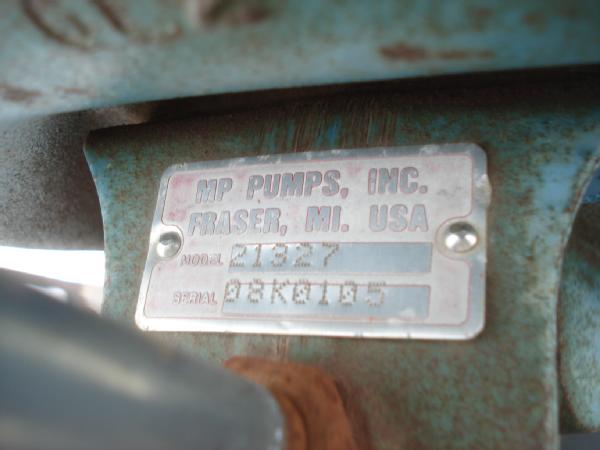 MP PUMPS, INC.
FRASER, MI. USA
MODEL 21327
SERIAL 08K0105